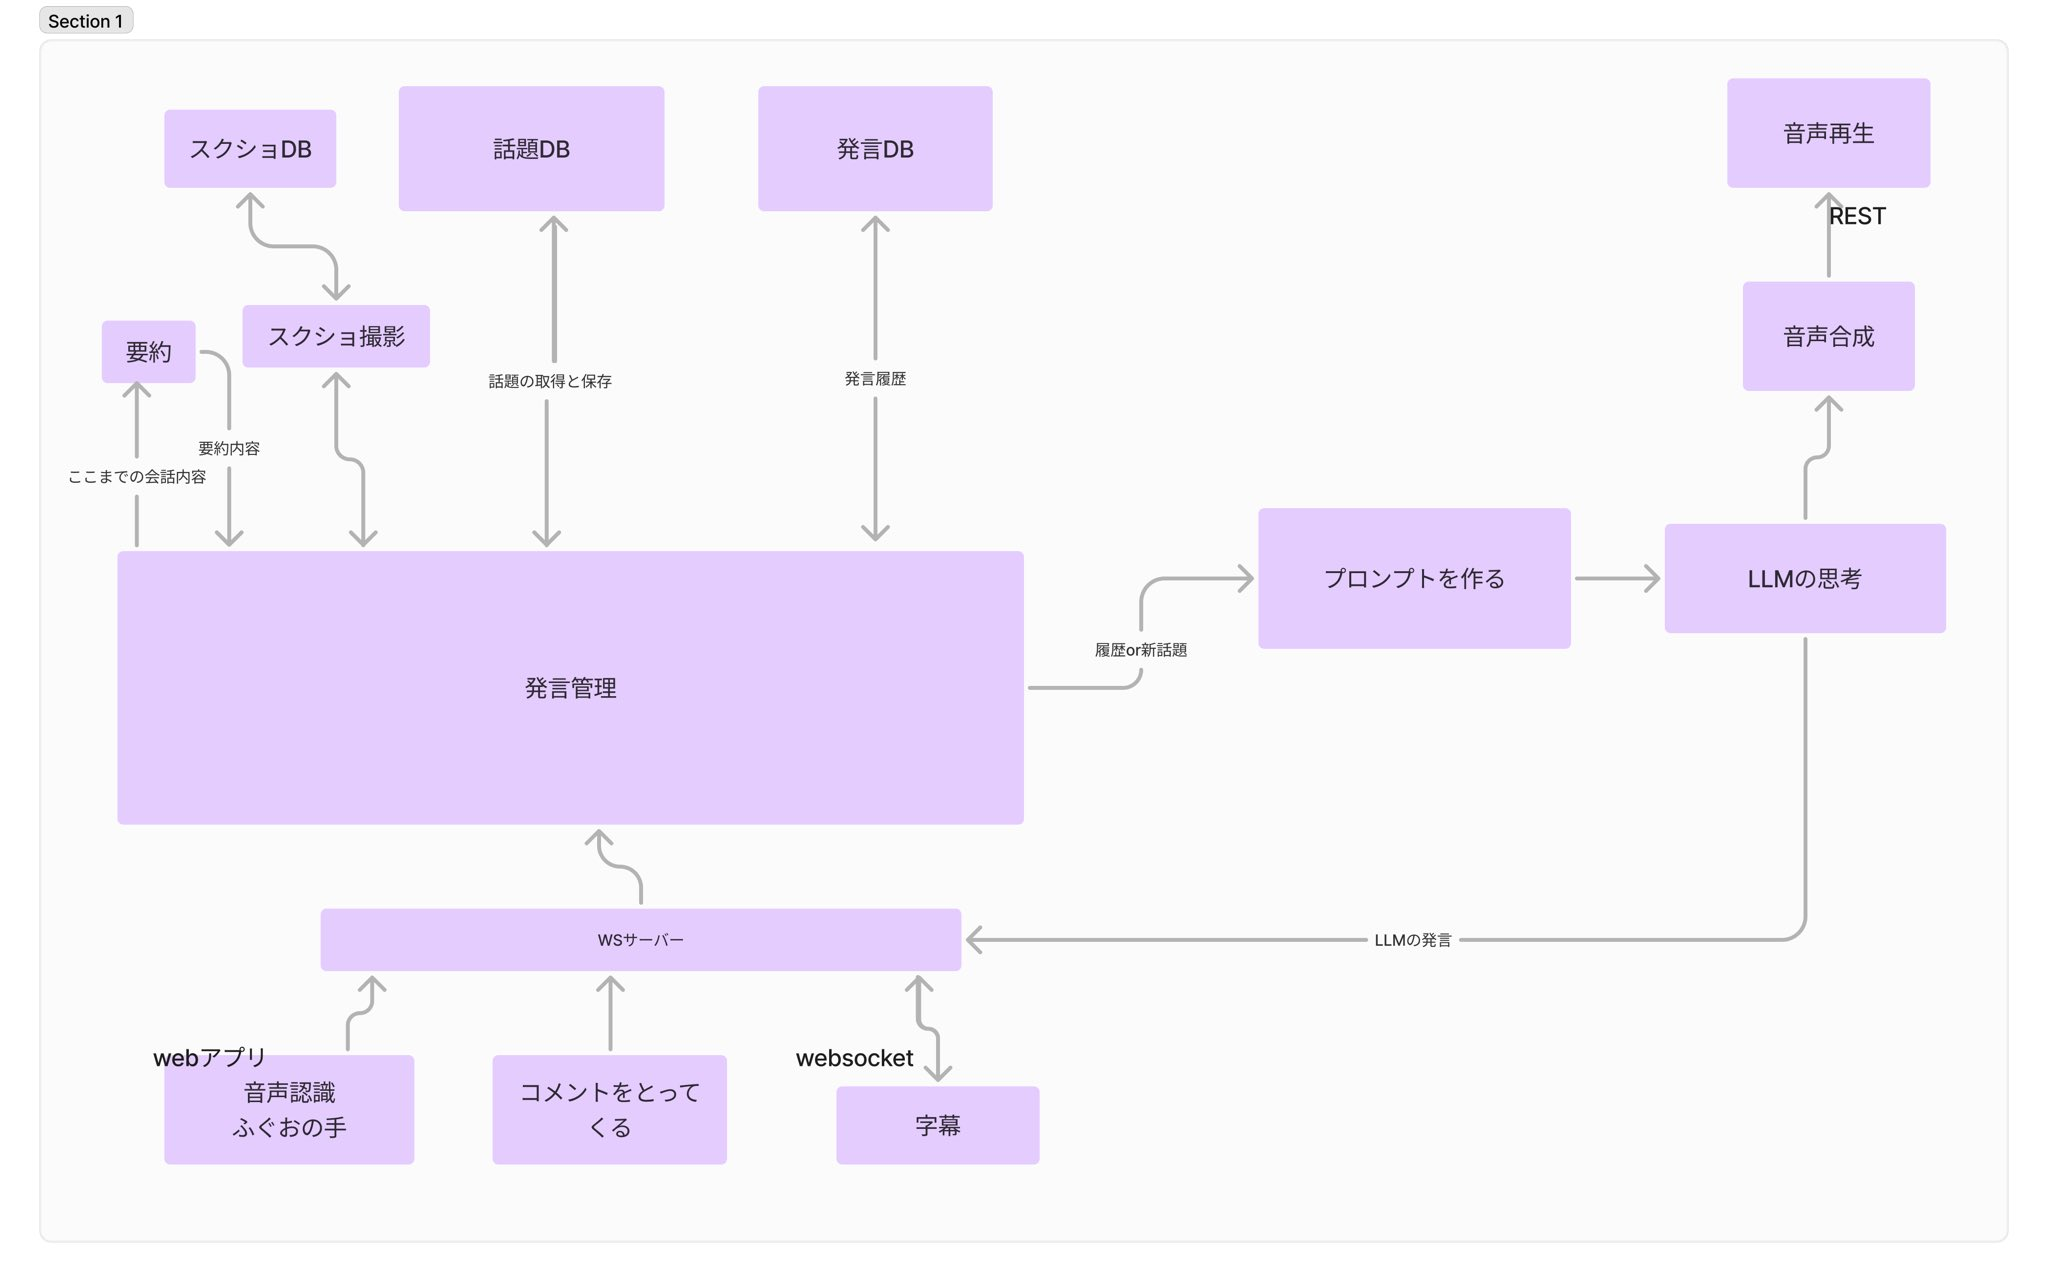 Section 1
スクショDB
話題DB
発言DB
音声再生
REST
スクショ撮影
音声合成
要約
話題の取得と保存
発言履歴
要約内容
ここまでの会話内容
プロンプトを作る
LLMの思考
履歴or新話題
発言管理
WSサーバー
LLMの発言
webアプリ
websocket
音声認識
ふぐおの手
コメントをとって
くる
字幕